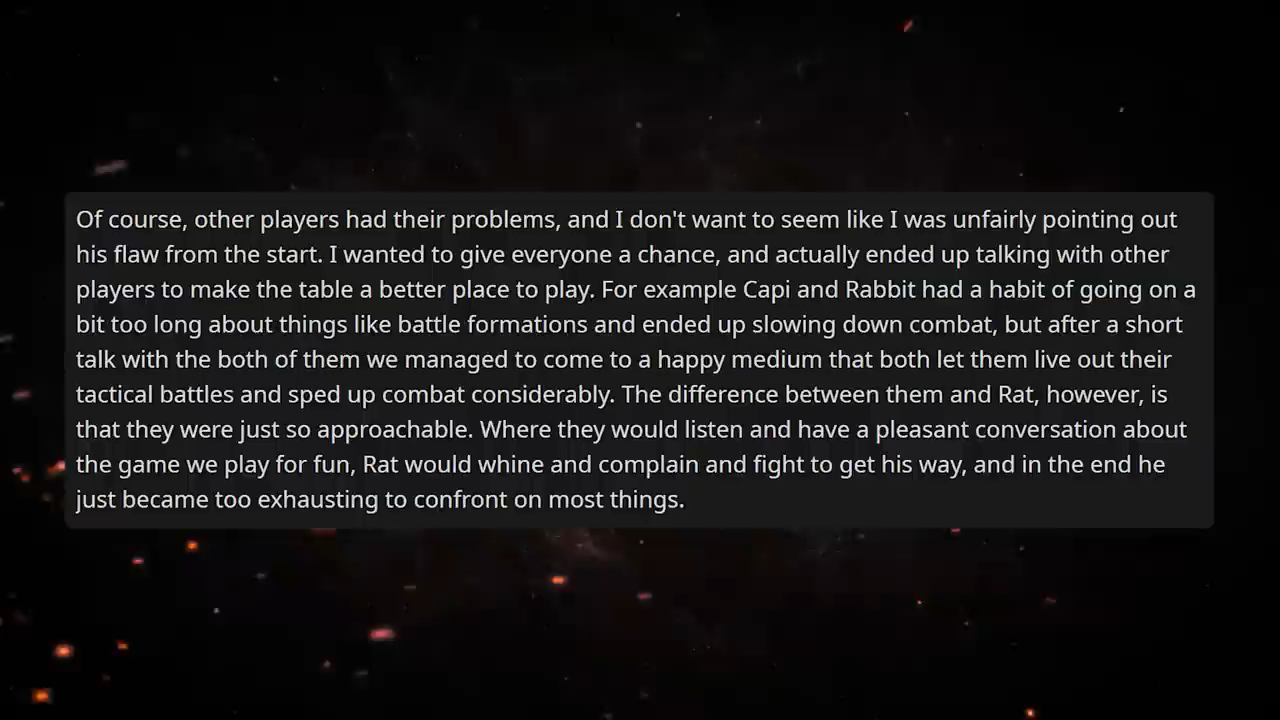 Of course, other players had their problems, and I don't want to seem like I was unfairly pointing out
his flaw from the start. I wanted to give everyone a chance, and actually ended up talking with other
players to make the table a better place to play. For example Capi and Rabbit had a habit of going on a
bit too long about things like battle formations and ended up slowing down combat, but after a short
talk with the both of them we managed to come to a happy medium that both let them live out their
tactical battles and sped up combat considerably. The difference between them and Rat, however, is
that they were just so approachable. Where they would listen and have a pleasant conversation about
the game we play for fun, Rat would whine and complain and fight to get his way, and in the end he
just became too exhausting to confront on most things.